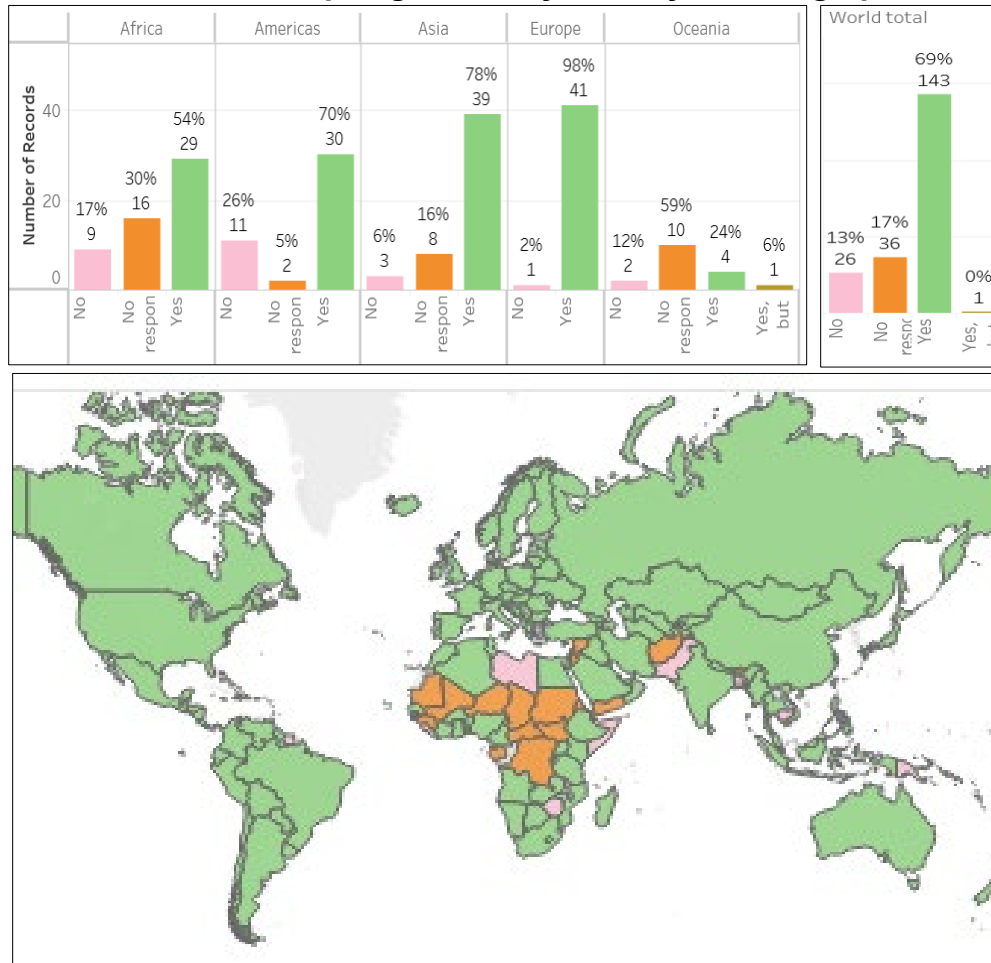 Africa
Americas
Asia
Europe
Oceania
Number of Records
40
20
0
17%
9
30%
16
54%
29
26%
11
5%
2
70%
30
6%
3
16%
8
78%
39
2%
1
98%
41
12%
2
59%
10
24%
4
6%
1
No
No
respon
Yes
No
No
respon
Yes
No
No
respon
Yes
No
Yes
No
No
respon
Yes
Yes,
but
World total
13%
26
17%
36
69%
143
0%
1
No
No
Yes
Yes,